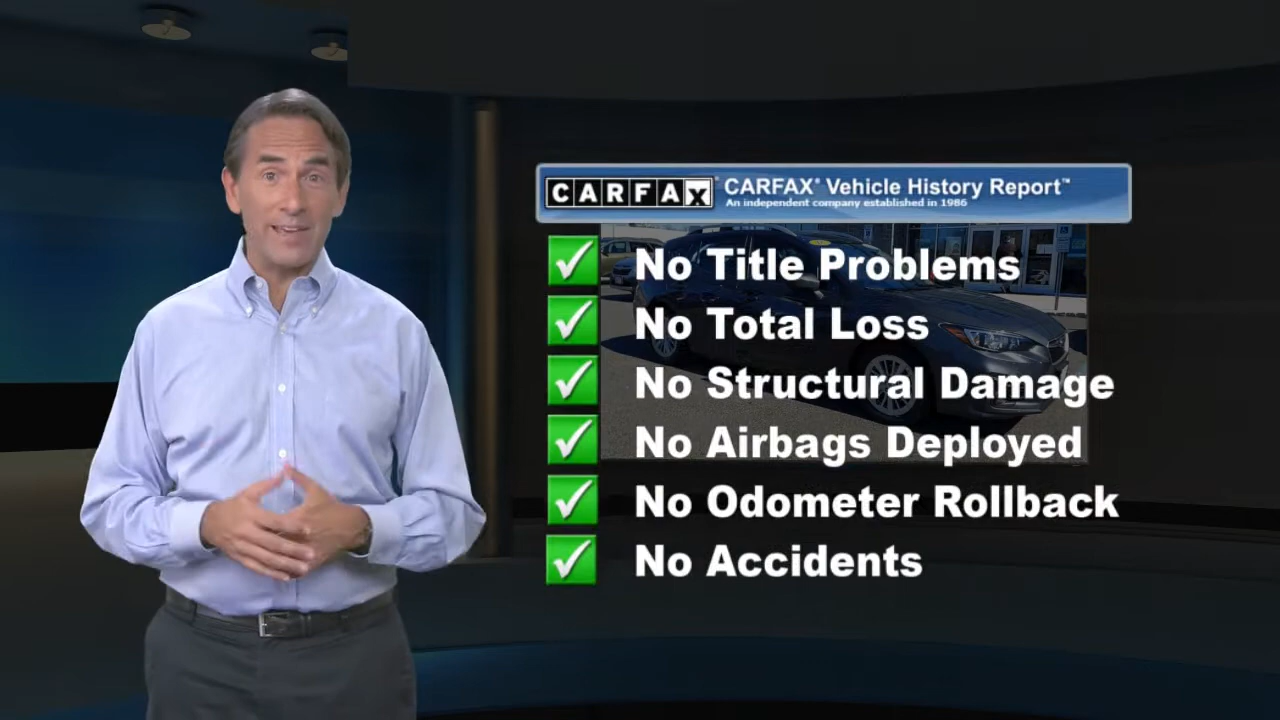 CARFAX
CARFAX® Vehicle History Report™
An independent company established in 1986
No Title Problems
No Total Loss
No Structural Damage
No Airbags Deployed
No Odometer Rollback
No Accidents